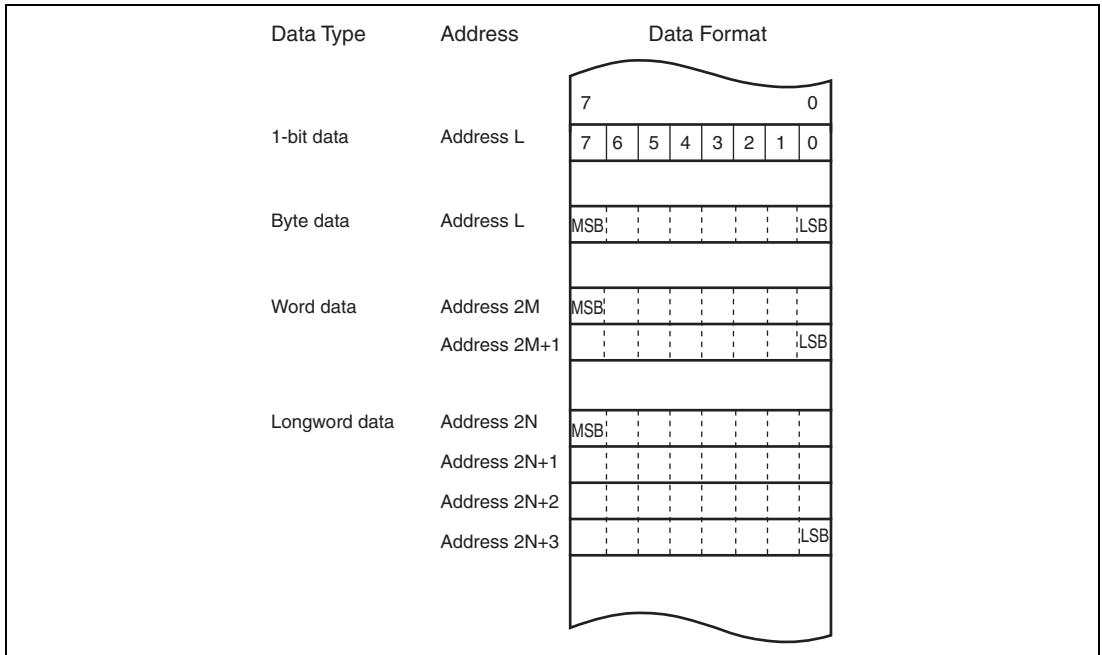 Data Type Address Data Format
7 0
1-bit data Address L 7 6 5 4 3 2 1 0
Byte data Address L MSB LSB
Word data Address 2M MSB
Address 2M+1 LSB
Longword data Address 2N MSB
Address 2N+1
Address 2N+2
Address 2N+3 LSB